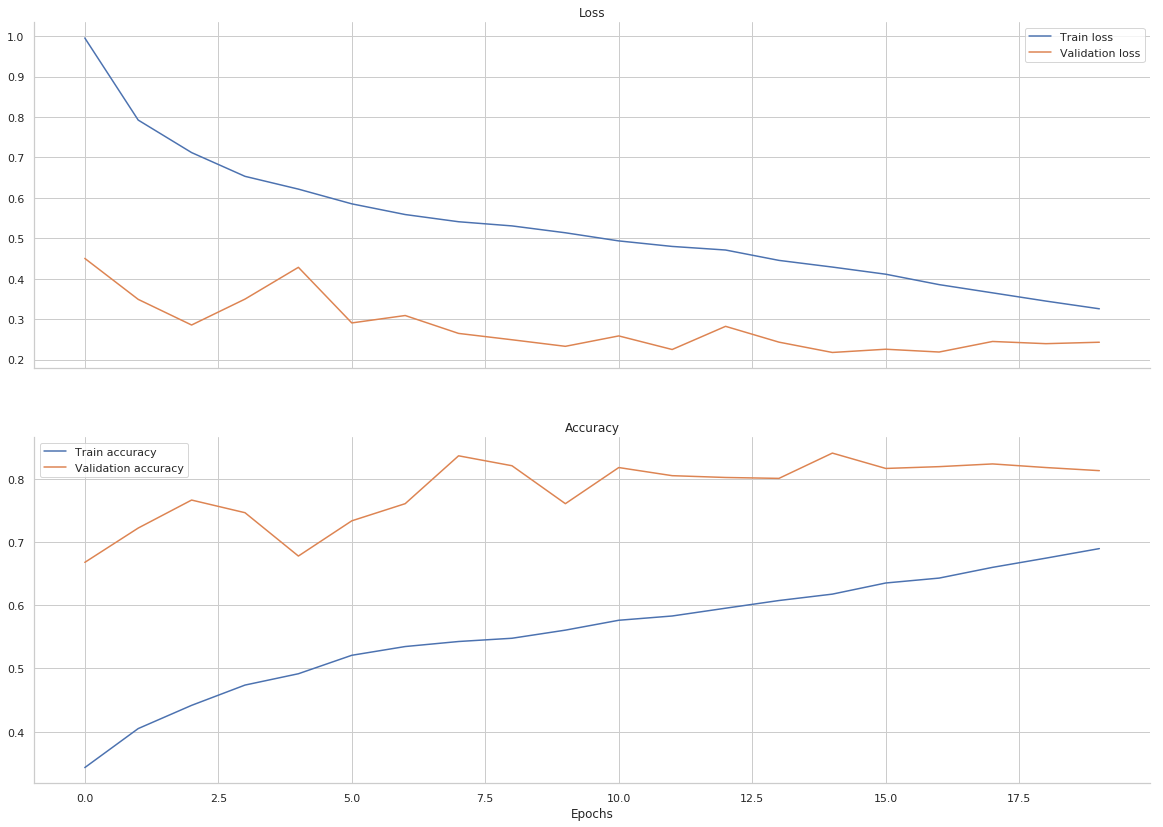 Loss
1.0
0.9
0.8
0.7
0.6
0.5
0.4
0.3
0.2
Train loss
Validation loss
Accuracy
Train accuracy
Validation accuracy
0.8
0.7
0.6
0.5
0.4
0.0 2.5 5.0 7.5 10.0 12.5 15.0 17.5
Epochs